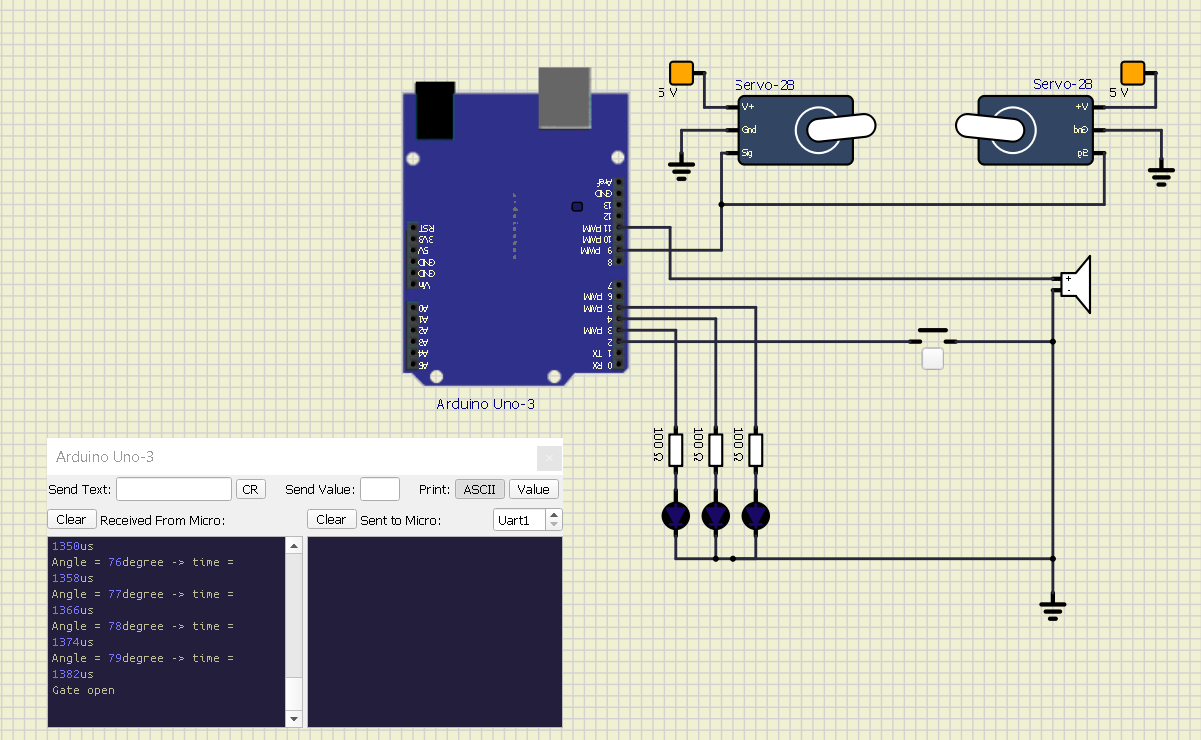 5 V
Servo-28
V+
Gnd
Sig
Servo-28
5 V
V+
Gnd
Sig
Aref
GND
13
12
PWM 11
PWM 10
PWM 9
8
7
PWM 6
PWM 5
4
PWM 3
2
TX 1
RX 0
RST
3V3
5V
GND
GND
Vin
A0
A1
A2
A3
A4
A5
+
-
Arduino Uno-3
100 Ω
100 Ω
100 Ω
Arduino Uno-3
x
Send Text: CR Send Value: Print: ASCII Value
Clear Received From Micro: Clear Sent to Micro: Uart1
1350us
Angle = 76degree -> time =
1358us
Angle = 77degree -> time =
1366us
Angle = 78degree -> time =
1374us
Angle = 79degree -> time =
1382us
Gate open